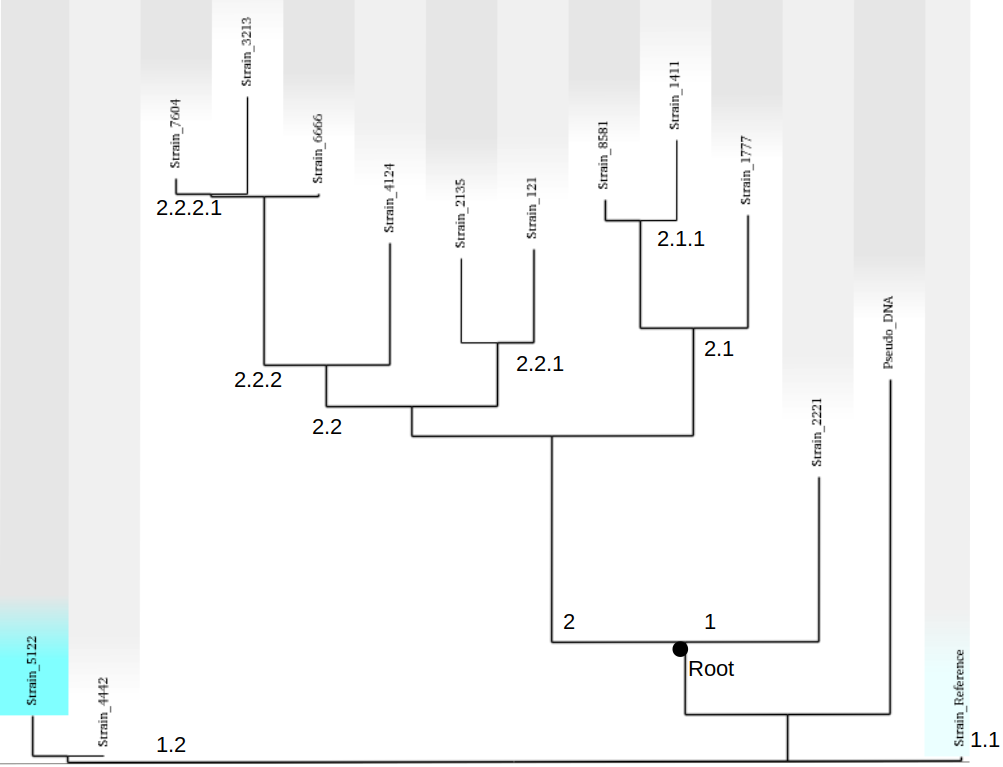 Strain_3213
Strain_1411
Strain_7604
Strain_6666
Strain_8581
Strain_1777
Strain_4124
Strain_2135
Strain_121
2.2.2.1
2.1.1
Pseudo_DNA
2.1
2.2.1
2.2.2
2.2
Strain_2221
2
1
Root
Strain_5122
Strain_4442
Strain_Reference
1.2
1.1